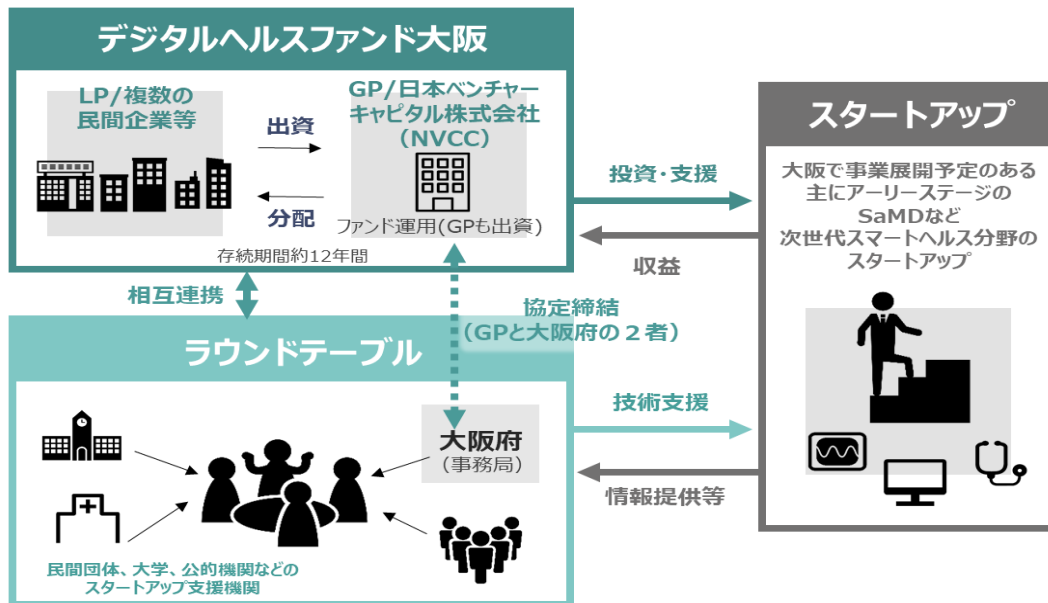 デジタルヘルスファンド大阪
LP/複数の
民間企業等
出資
分配
GP/日本ベンチャー
キャピタル株式会社
(NVCC)
ファンド運用(GPも出資)
存続期間約12年間
投資・支援
収益
スタートアップ
大阪で事業展開予定のある
主にアーリーステージの
SaMDなど
次世代スマートヘルス分野の
スタートアップ
相互連携
協定締結
(GPと大阪府の2者)
ラウンドテーブル
大阪府
(事務局)
民間団体、大学、公的機関などの
スタートアップ支援機関
技術支援
情報提供等